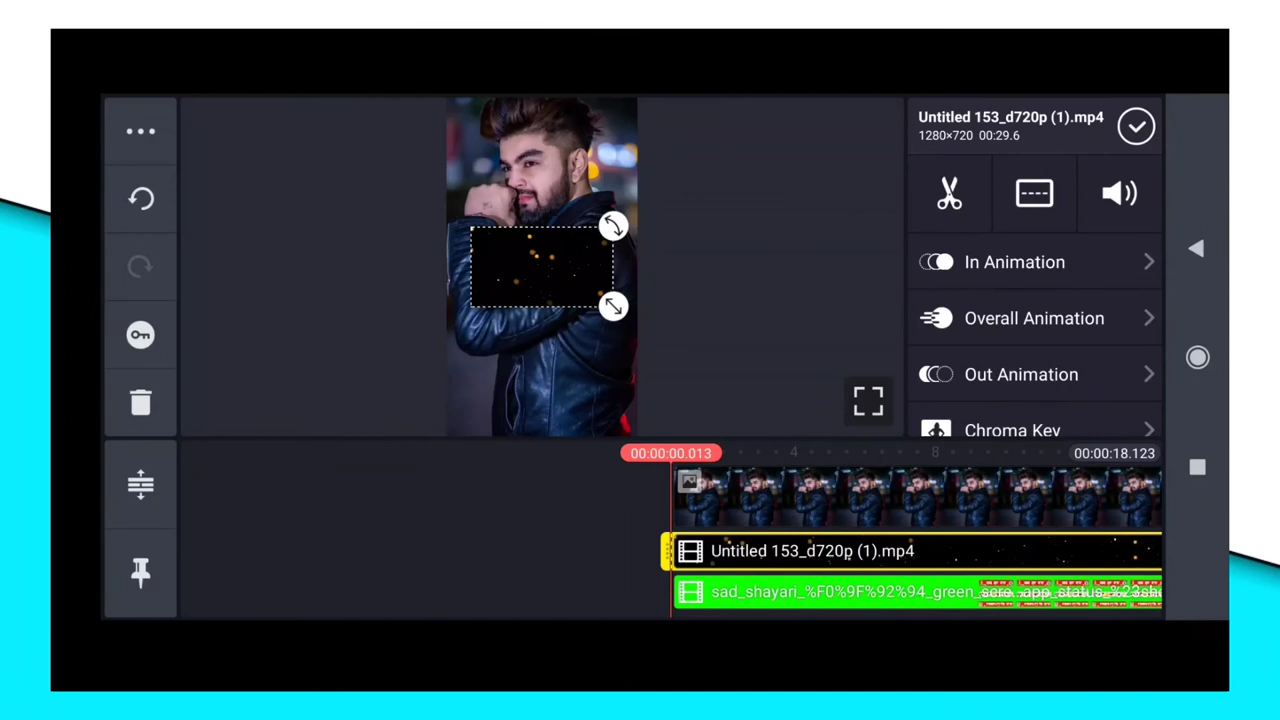 Untitled 153_d720p (1).mp4
1280×720 00:29.6
In Animation
Overall Animation
Out Animation
Chroma Key
00:00:00.013
4
8
00:00:18.123
Untitled 153_d720p (1).mp4
sad_shayari_%F0%9F%92%94_green_